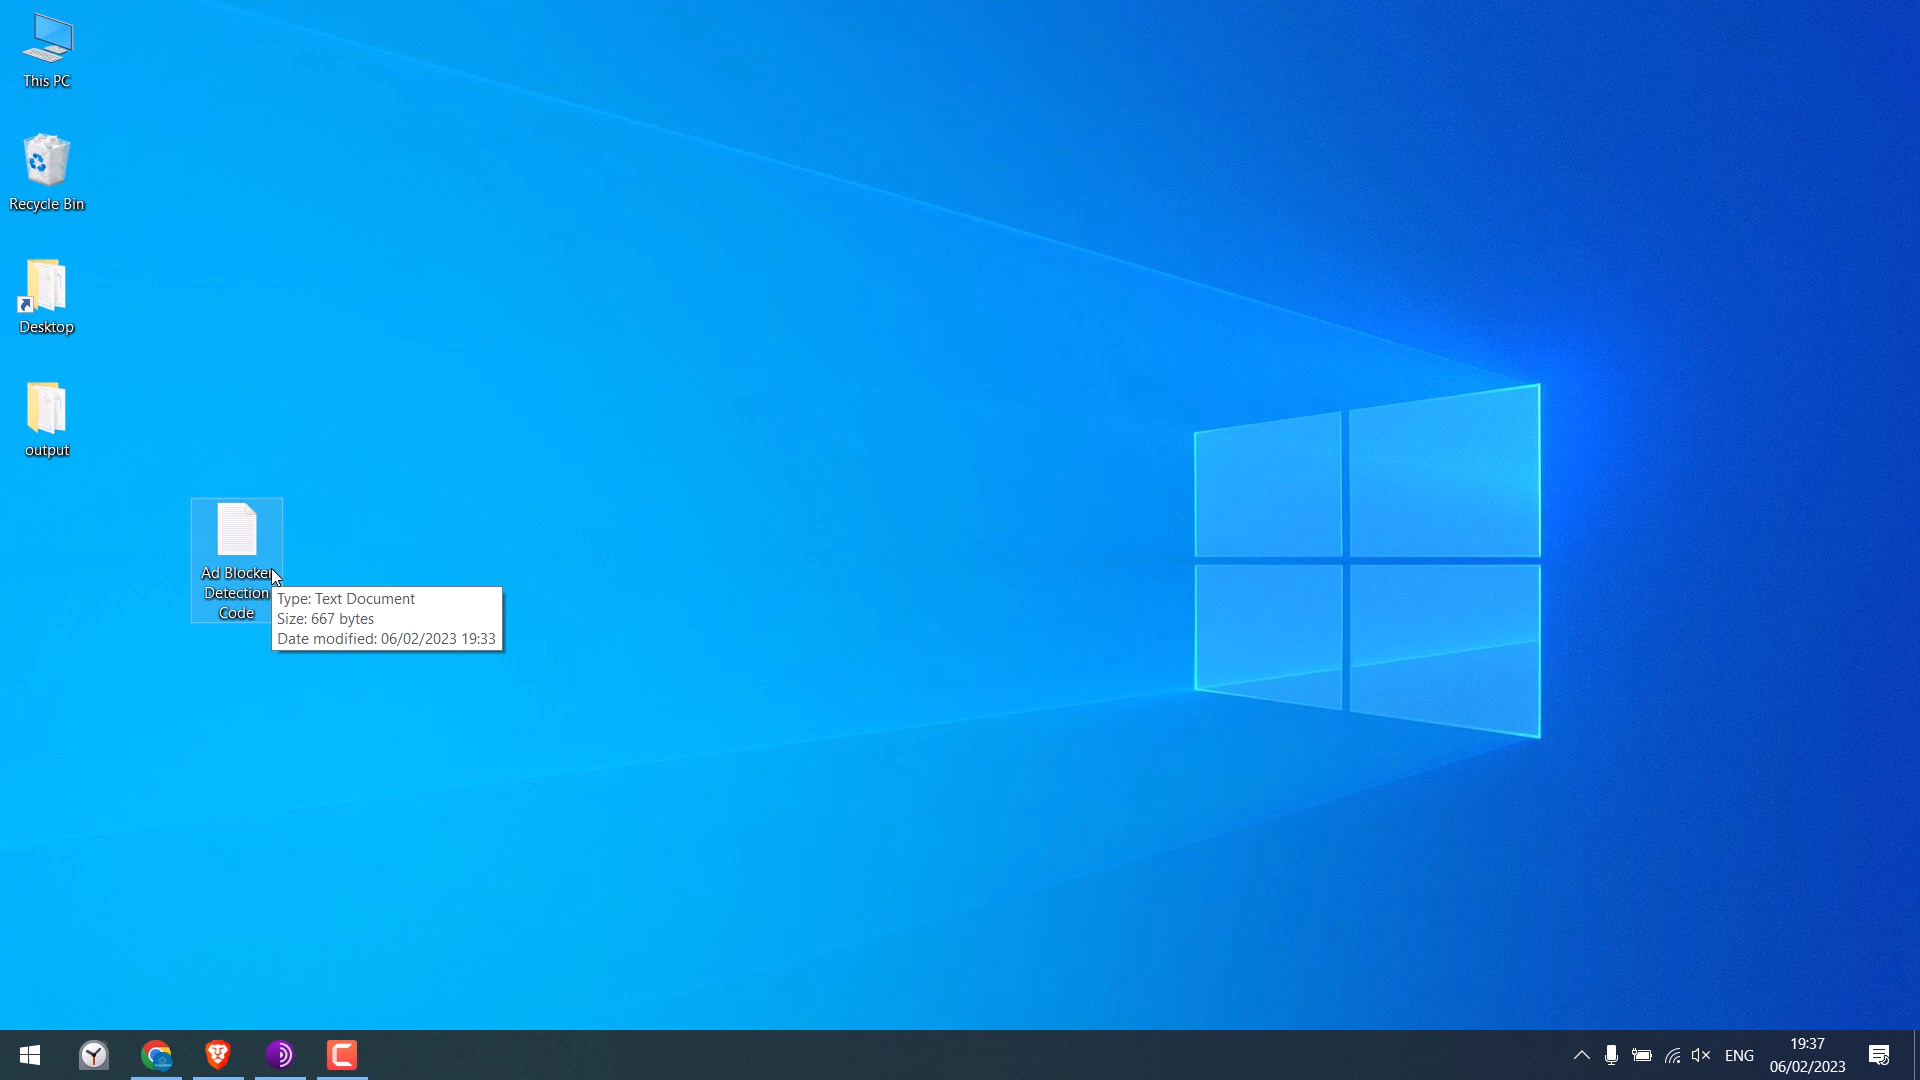 This PC
Recycle Bin
Desktop
output
Ad Blocker
Detection
Code
Type: Text Document
Size: 667 bytes
Date modified: 06/02/2023 19:33
ENG
19:37
06/02/2023